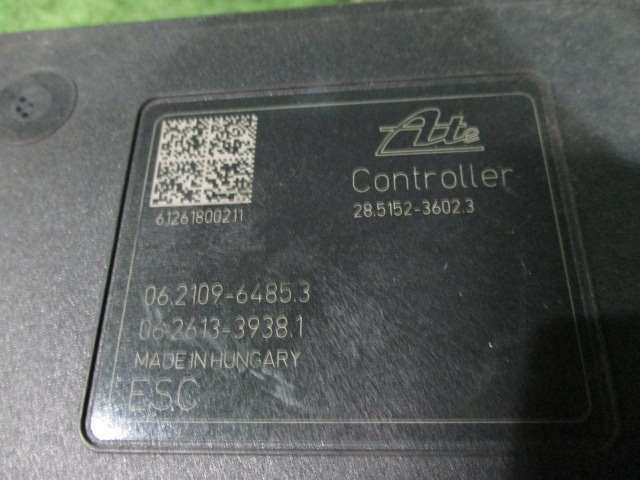 Ate
Controller
61261800211
28.5152-3602.3
06.2109-6485.3
06.2613-3938.1
MADE IN HUNGARY
ESC